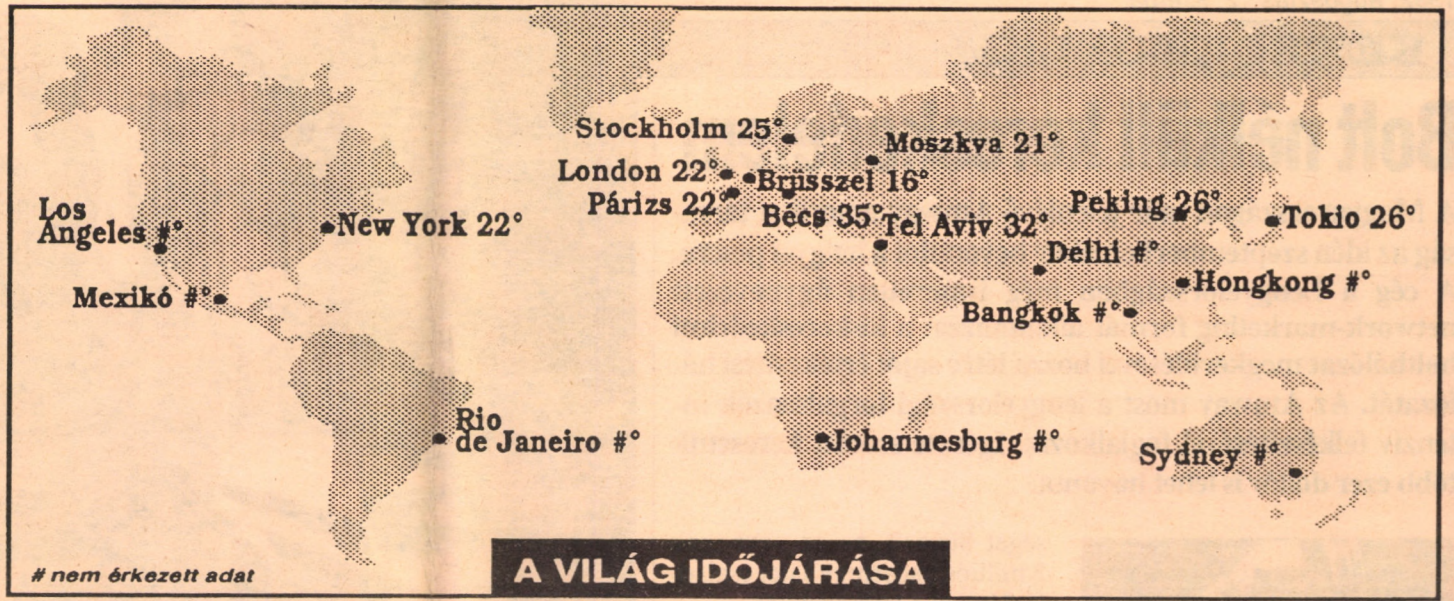 Stockholm 25°
Moszkva 21°
London 22°
Brüsszel 16°
Párizs 22°
Bécs 35°
Tel Aviv 32°
Peking 26°
Tokio 26°
Los
Angeles #°
New York 22°
Delhi #°
Hongkong #°
Mexikó #°
Bangkok #°
Rio
de Janeiro #°
Johannesburg #°
Sydney #°
# nem érkezett adat
A VILÁG IDŐJÁRÁSA